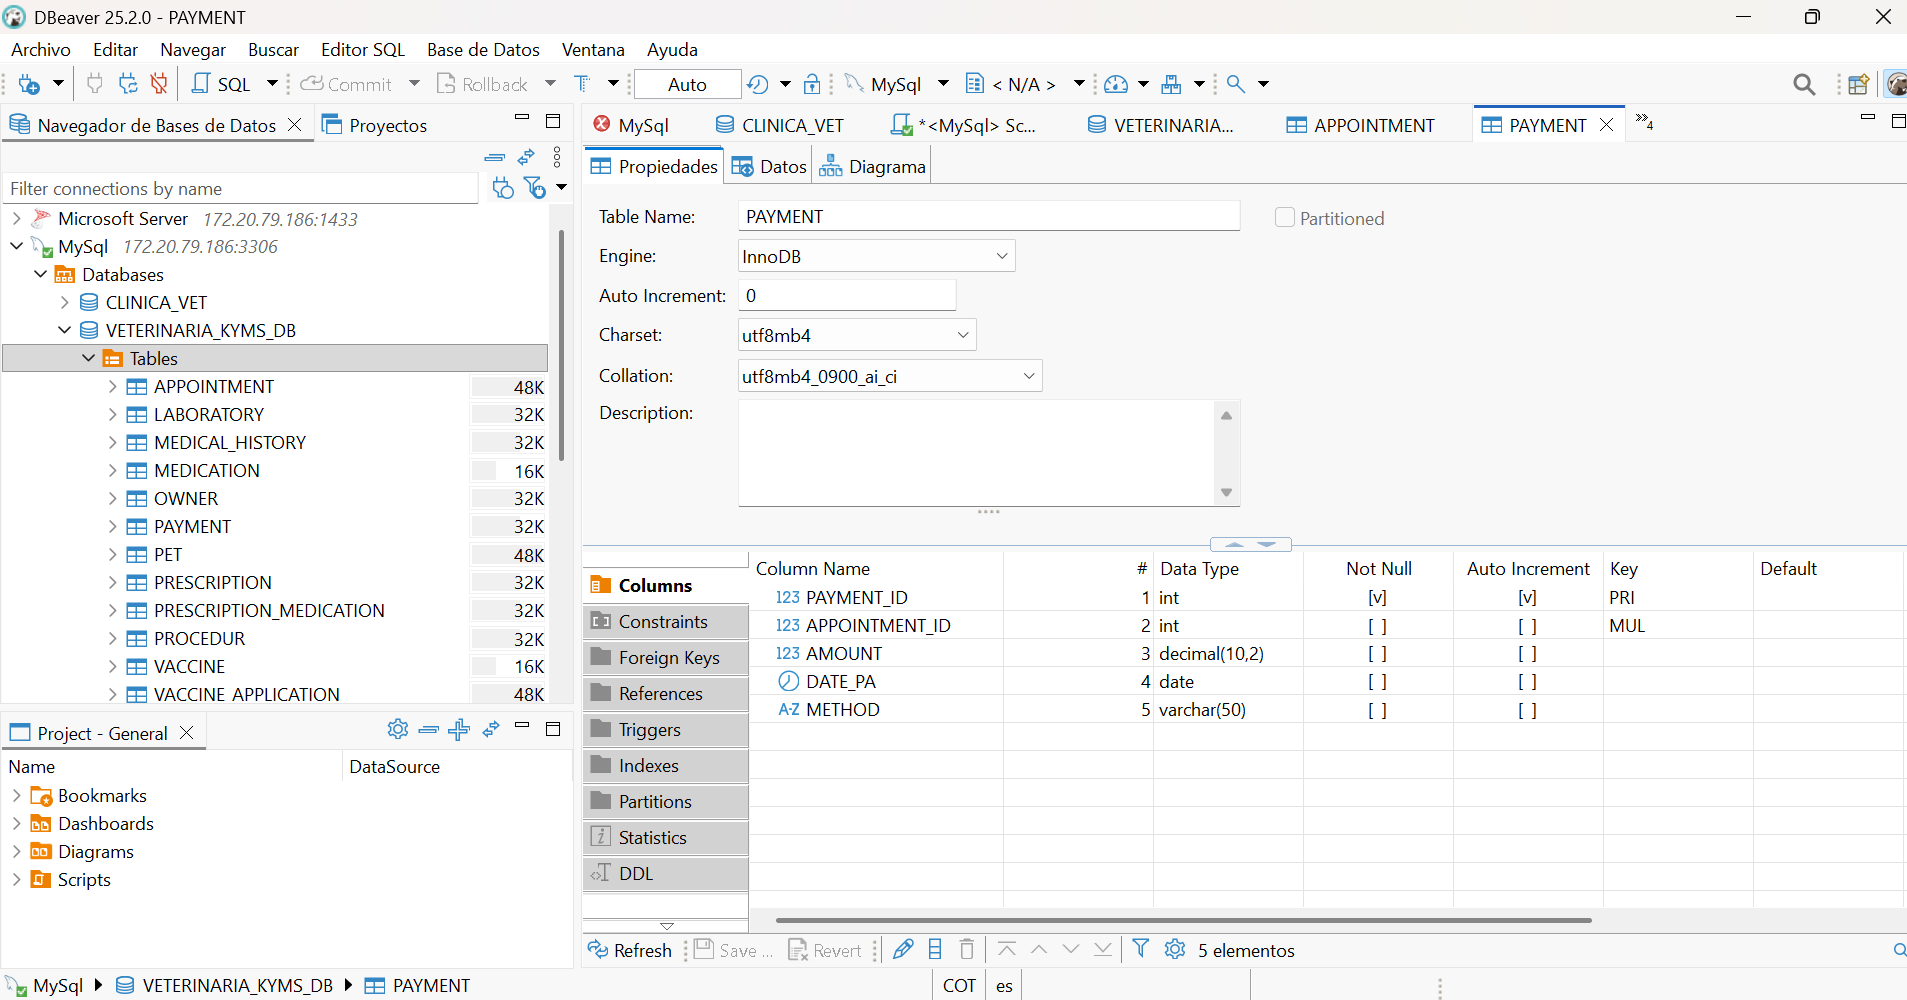 DBeaver 25.2.0 - PAYMENT
Archivo Editar Navegar Buscar Editor SQL Base de Datos Ventana Ayuda
SQL Commit Rollback Auto MySql < N/A >
Navegador de Bases de Datos Proyectos
MySql CLINICA_VET *<MySql> Sc... VETERINARIA... APPOINTMENT PAYMENT »4
Filter connections by name
Microsoft Server 172.20.79.186:1433
MySql 172.20.79.186:3306
Databases
CLINICA_VET
VETERINARIA_KYMS_DB
Tables
APPOINTMENT 48K
LABORATORY 32K
MEDICAL_HISTORY 32K
MEDICATION 16K
OWNER 32K
PAYMENT 32K
PET 48K
PRESCRIPTION 32K
PRESCRIPTION_MEDICATION 32K
PROCEDUR 32K
VACCINE 16K
VACCINE_APPLICATION 48K
Project - General
Name DataSource
Bookmarks
Dashboards
Diagrams
Scripts
Propiedades Datos Diagrama
Table Name: PAYMENT Partitioned
Engine: InnoDB
Auto Increment: 0
Charset: utf8mb4
Collation: utf8mb4_0900_ai_ci
Description:
Columns
Constraints
Foreign Keys
References
Triggers
Indexes
Partitions
Statistics
DDL
Column Name # Data Type Not Null Auto Increment Key Default
123 PAYMENT_ID 1 int [v] [v] PRI
123 APPOINTMENT_ID 2 int [ ] [ ] MUL
123 AMOUNT 3 decimal(10,2) [ ] [ ]
DATE_PA 4 date [ ] [ ]
A-Z METHOD 5 varchar(50) [ ] [ ]
Refresh Save ... Revert 5 elementos
MySql VETERINARIA_KYMS_DB PAYMENT COT es